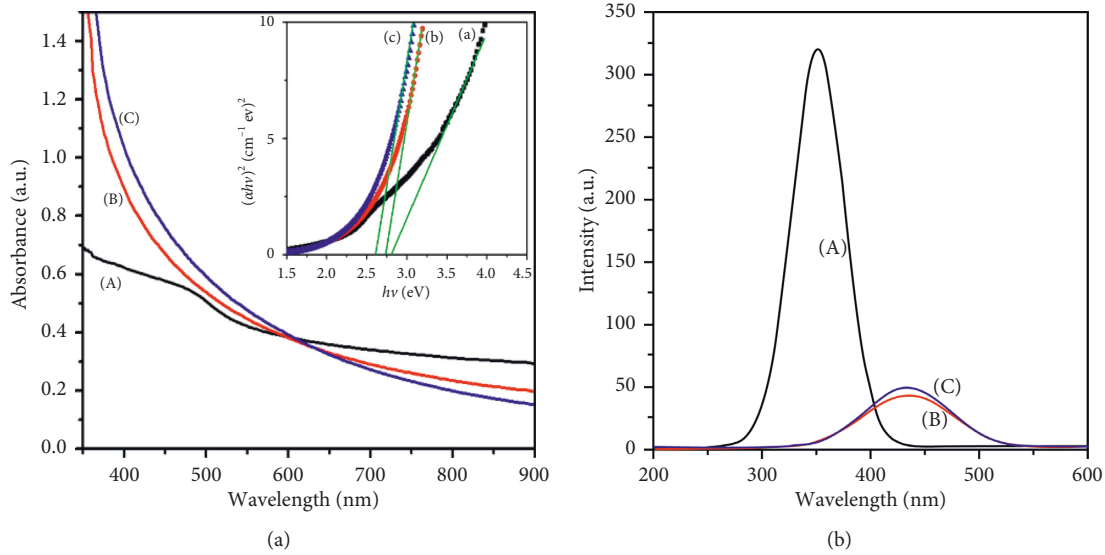 1.4
1.2
1.0
0.8
0.6
0.4
0.2
0.0
Absorbance (a.u.)
400 500 600 700 800 900
Wavelength (nm)
(A)
(B)
(C)
10
5
0
(αhν)² (cm⁻¹ ev)²
1.5 2.0 2.5 3.0 3.5 4.0 4.5
hν (eV)
(c)
(b)
(a)
(a)
350
300
250
200
150
100
50
0
Intensity (a.u.)
200 300 400 500 600
Wavelength (nm)
(A)
(C)
(B)
(b)